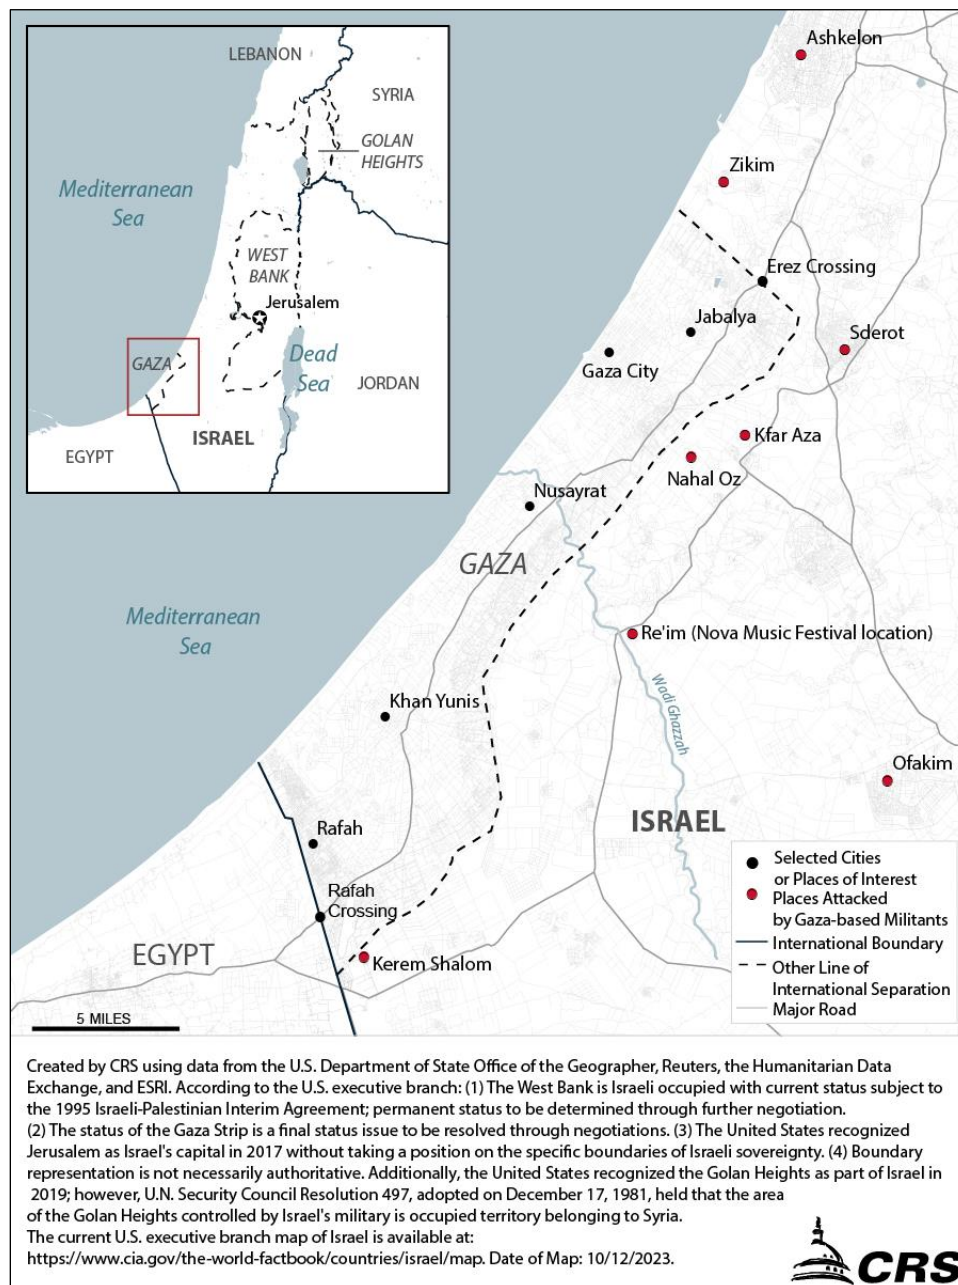 LEBANON
SYRIA
GOLAN
HEIGHTS
Mediterranean
Sea
WEST
BANK
Jerusalem
GAZA
Dead
Sea
JORDAN
ISRAEL
EGYPT
Ashkelon
Zikim
Erez Crossing
Jabalya
Sderot
Gaza City
Kfar Aza
Nahal Oz
Nusayrat
GAZA
Mediterranean
Sea
Re'im (Nova Music Festival location)
Wadi Ghazzah
Khan Yunis
Ofakim
ISRAEL
Rafah
Rafah
Crossing
EGYPT
Kerem Shalom
Selected Cities
or Places of Interest
Places Attacked
by Gaza-based Militants
International Boundary
Other Line of
International Separation
Major Road
5 MILES
Created by CRS using data from the U.S. Department of State Office of the Geographer, Reuters, the Humanitarian Data
Exchange, and ESRI. According to the U.S. executive branch: (1) The West Bank is Israeli occupied with current status subject to
the 1995 Israeli-Palestinian Interim Agreement; permanent status to be determined through further negotiation.
(2) The status of the Gaza Strip is a final status issue to be resolved through negotiations. (3) The United States recognized
Jerusalem as Israel's capital in 2017 without taking a position on the specific boundaries of Israeli sovereignty. (4) Boundary
representation is not necessarily authoritative. Additionally, the United States recognized the Golan Heights as part of Israel in
2019; however, U.N. Security Council Resolution 497, adopted on December 17, 1981, held that the area
of the Golan Heights controlled by Israel's military is occupied territory belonging to Syria.
The current U.S. executive branch map of Israel is available at:
https://www.cia.gov/the-world-factbook/countries/israel/map. Date of Map: 10/12/2023.
CRS